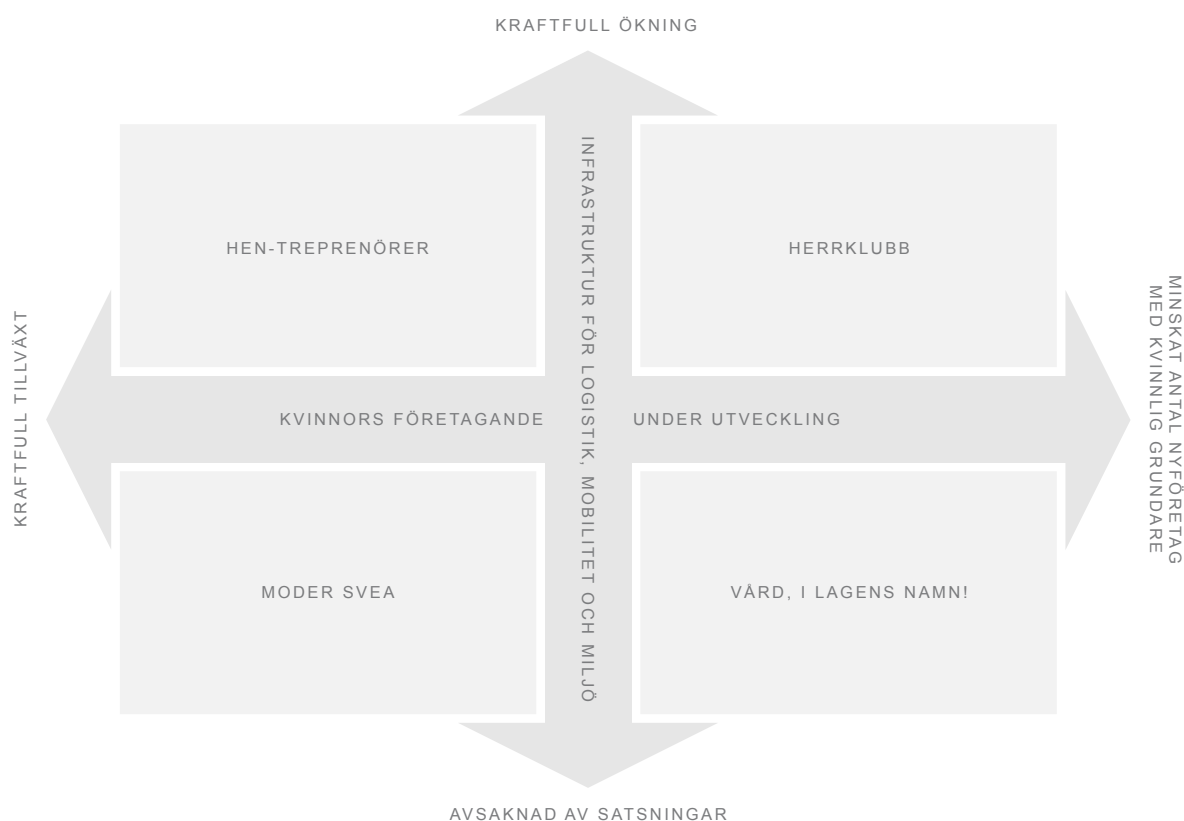 KRAFTFULL ÖKNING
INFRASTRUKTUR FÖR LOGISTIK, MOBILITET OCH MILJÖ
HEN-TREPRENÖRER
HERRKLUBB
KRAFTFULL TILLVÄXT
KVINNORS FÖRETAGANDE UNDER UTVECKLING
MINSKAT ANTAL NYFÖRETAG
MED KVINNLIG GRUNDARE
MODER SVEA
VÅRD, I LAGENS NAMN!
AVSAKNAD AV SATSNINGAR